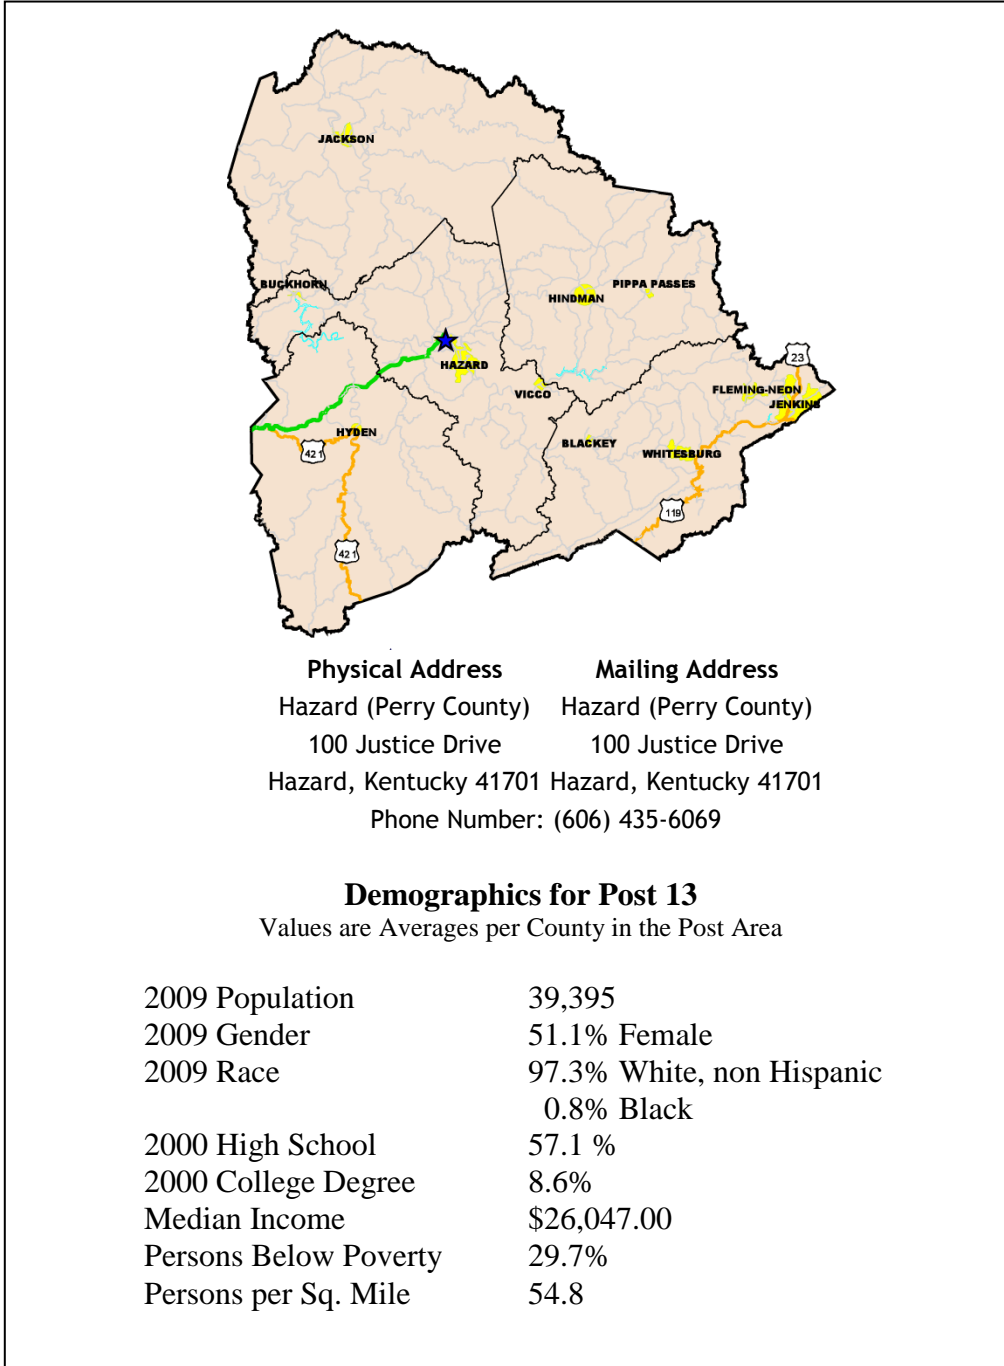 JACKSON
BUCKHORN
HINDMAN
PIPPA PASSES
HAZARD
VICCO
23
FLEMING-NEON
JENKINS
HYDEN
421
BLACKEY
WHITESBURG
119
421
Physical Address Mailing Address
Hazard (Perry County) Hazard (Perry County)
100 Justice Drive 100 Justice Drive
Hazard, Kentucky 41701 Hazard, Kentucky 41701
Phone Number: (606) 435-6069
Demographics for Post 13
Values are Averages per County in the Post Area
2009 Population 39,395
2009 Gender 51.1% Female
2009 Race 97.3% White, non Hispanic
0.8% Black
2000 High School 57.1 %
2000 College Degree 8.6%
Median Income $26,047.00
Persons Below Poverty 29.7%
Persons per Sq. Mile 54.8